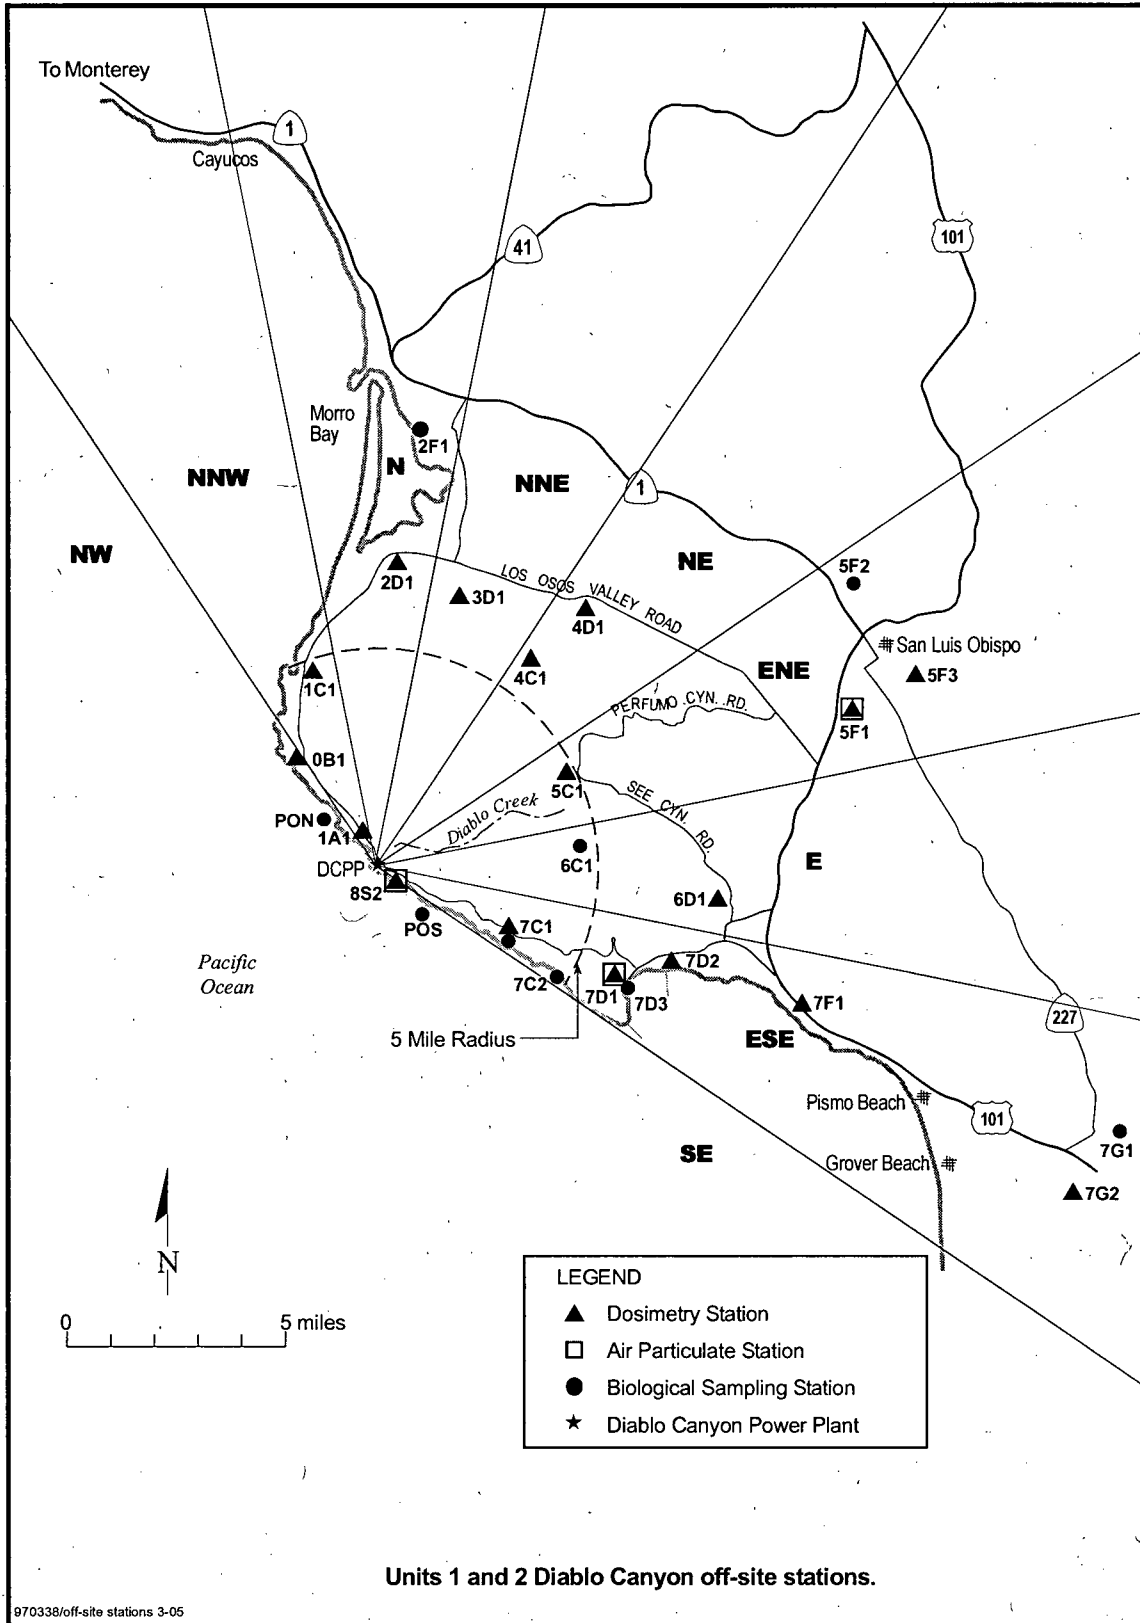 To Monterey
1
Cayucos
41
101
Morro
Bay
2F1
N
NNW
NNE
1
NW
NE
5F2
2D1
LOS OSOS VALLEY ROAD
3D1
4D1
San Luis Obispo
ENE
5F3
4C1
1C1
PERFUMO CYN. RD.
5F1
0B1
5C1
SEE CYN. RD.
Diablo Creek
PON
1A1
6C1
E
DCPP
8S2
6D1
POS
7C1
Pacific
Ocean
7D2
7C2
7D1
7D3
7F1
227
5 Mile Radius
ESE
Pismo Beach
101
7G1
SE
Grover Beach
7G2
N
0
5 miles
LEGEND
Dosimetry Station
Air Particulate Station
Biological Sampling Station
Diablo Canyon Power Plant
Units 1 and 2 Diablo Canyon off-site stations.
970338/off-site stations 3-05